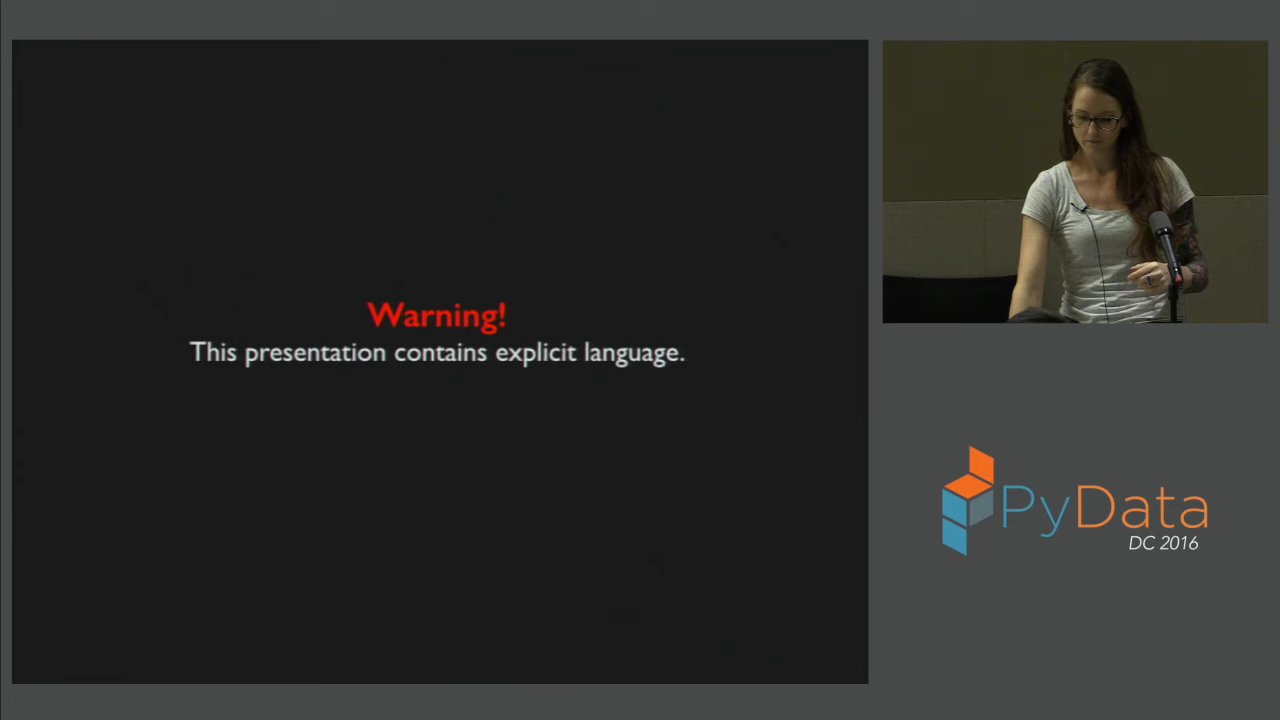 Warning!
This presentation contains explicit language.
PyData
DC 2016